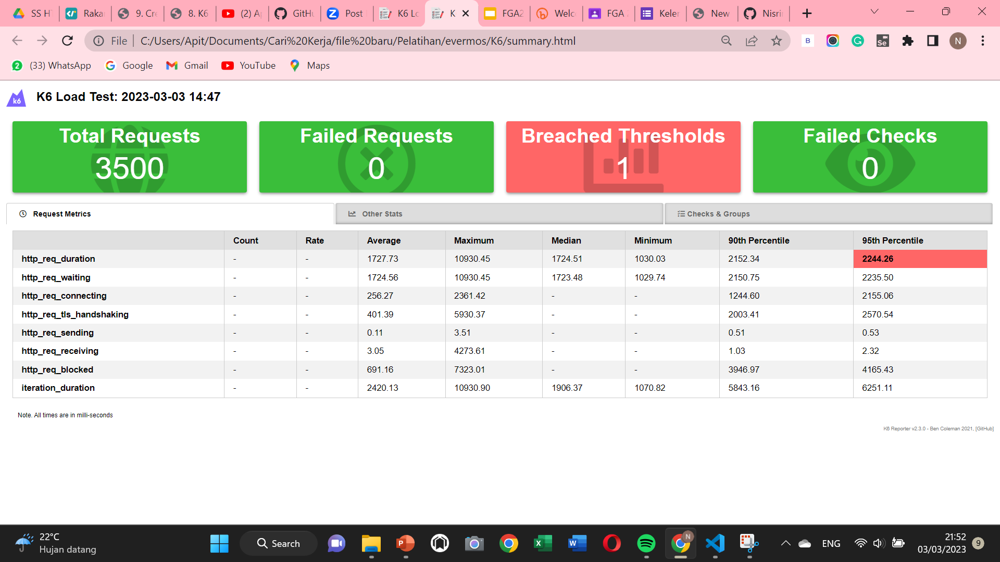 SS H
Raka
9. Cre
8. K6
(2) A
GitHu
Post
K6 Lo
K
FGA2
Welc
FGA
Keler
New
Nisri
File
C:/Users/Apit/Documents/Cari%20Kerja/file%20baru/Pelatihan/evermos/K6/summary.html
B
Se
N
2 (33) WhatsApp
Google
Gmail
YouTube
Maps
k6 K6 Load Test: 2023-03-03 14:47
Total Requests
3500
Failed Requests
0
Breached Thresholds
1
Failed Checks
0
Request Metrics
Other Stats
Checks & Groups
Count Rate Average Maximum Median Minimum 90th Percentile 95th Percentile
http_req_duration - - 1727.73 10930.45 1724.51 1030.03 2152.34 2244.26
http_req_waiting - - 1724.56 10930.45 1723.48 1029.74 2150.75 2235.50
http_req_connecting - - 256.27 2361.42 - - 1244.60 2155.06
http_req_tls_handshaking - - 401.39 5930.37 - - 2003.41 2570.54
http_req_sending - - 0.11 3.51 - - 0.51 0.53
http_req_receiving - - 3.05 4273.61 - - 1.03 2.32
http_req_blocked - - 691.16 7323.01 - - 3946.97 4165.43
iteration_duration - - 2420.13 10930.90 1906.37 1070.82 5843.16 6251.11
Note. All times are in milli-seconds
K6 Reporter v2.3.0 - Ben Coleman 2021, [GitHub]
22°C
Hujan datang
Search
ENG
21:52
03/03/2023
9